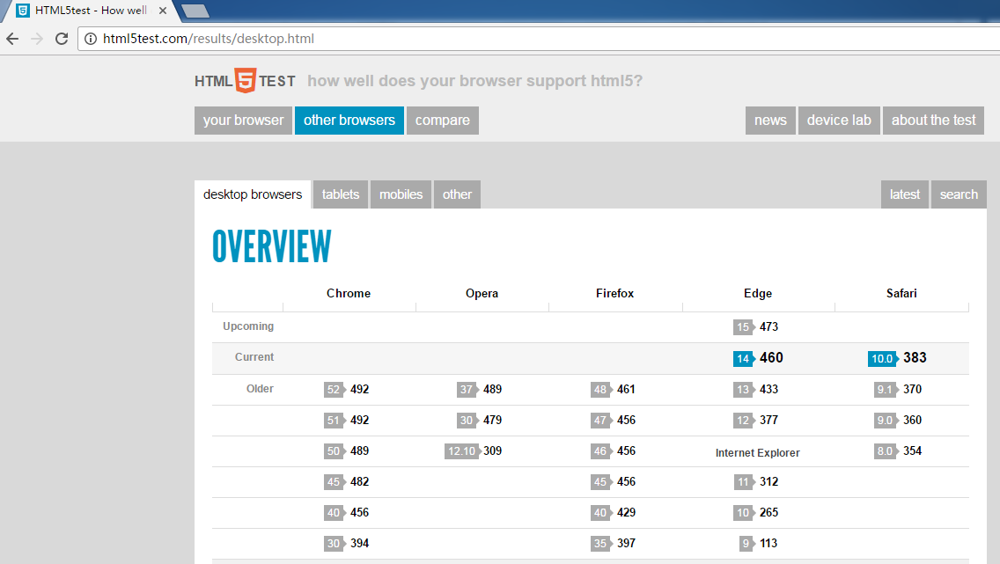 HTML5test - How well
html5test.com/results/desktop.html
HTML5TEST how well does your browser support html5?
your browser other browsers compare news device lab about the test
desktop browsers tablets mobiles other latest search
OVERVIEW
Chrome Opera Firefox Edge Safari
Upcoming 15 473
Current 14 460 10.0 383
Older 52 492 37 489 48 461 13 433 9.1 370
51 492 30 479 47 456 12 377 9.0 360
50 489 12.10 309 46 456 Internet Explorer 8.0 354
45 482 45 456 11 312
40 456 40 429 10 265
30 394 35 397 9 113